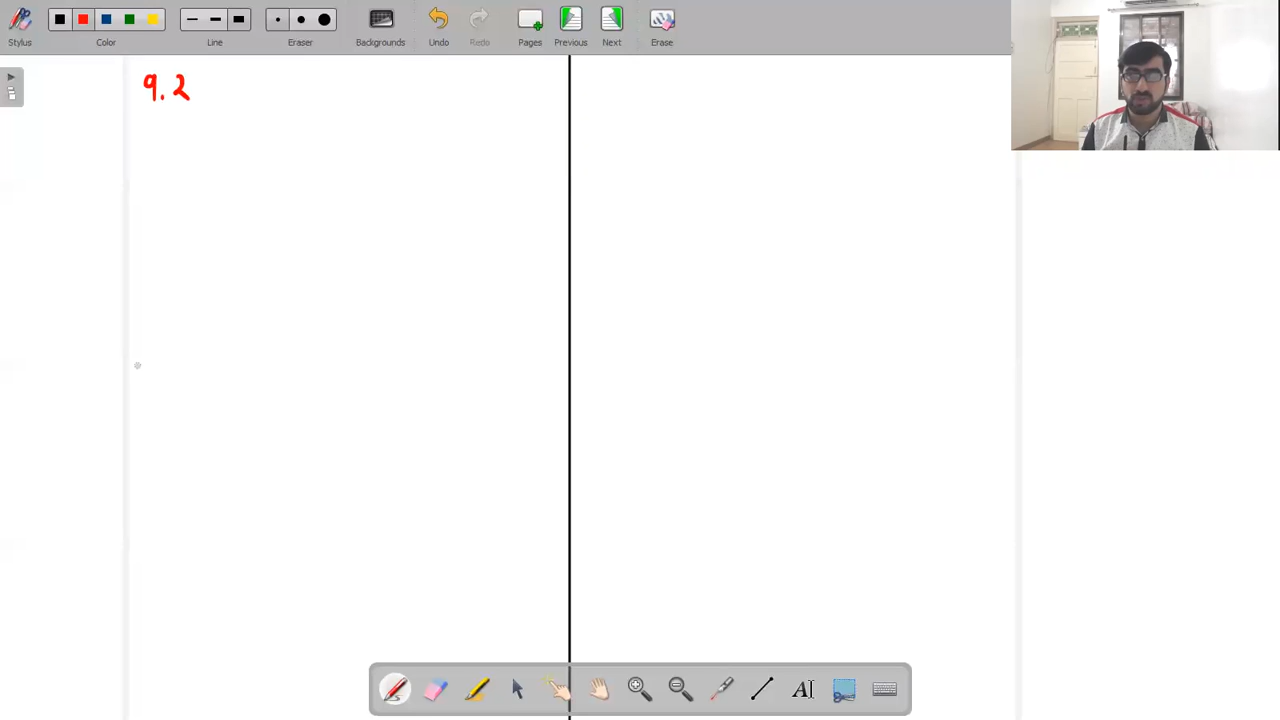 Stylus
Color
Line
Eraser
Backgrounds
Undo
Redo
Pages
Previous
Next
Erase
9.2